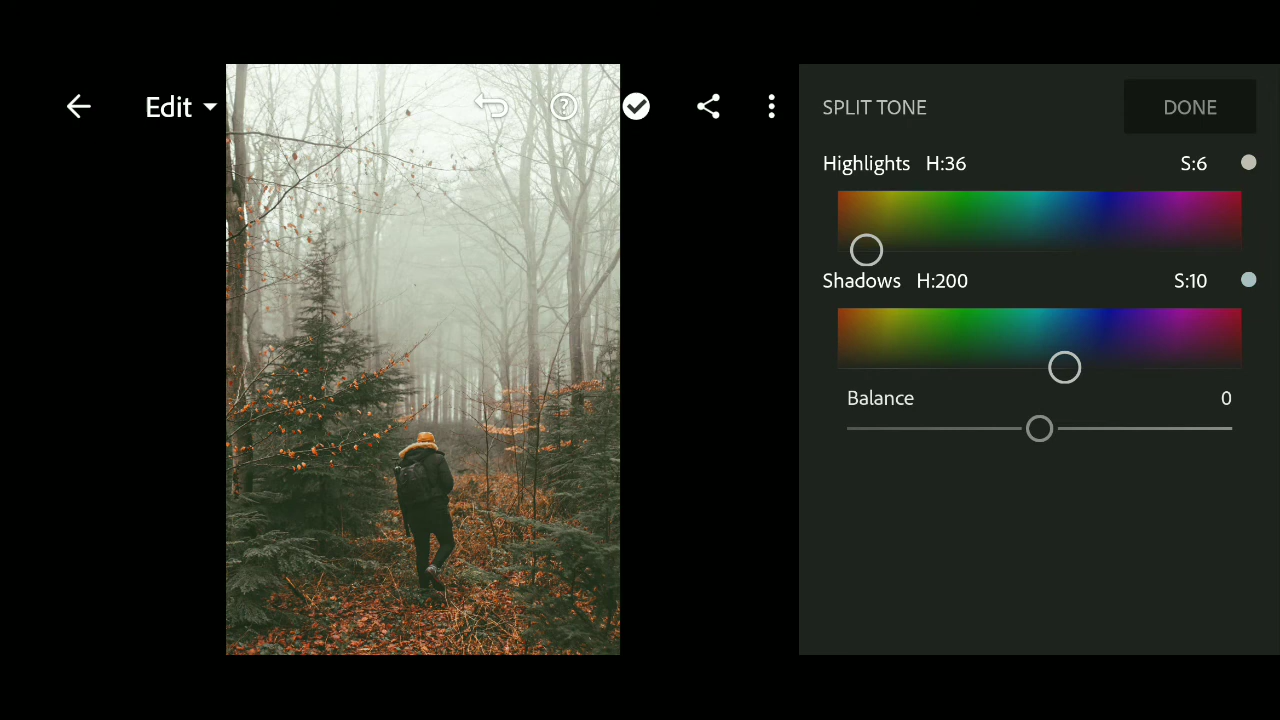 Edit
SPLIT TONE
DONE
Highlights H:36 S:6
Shadows H:200 S:10
Balance 0